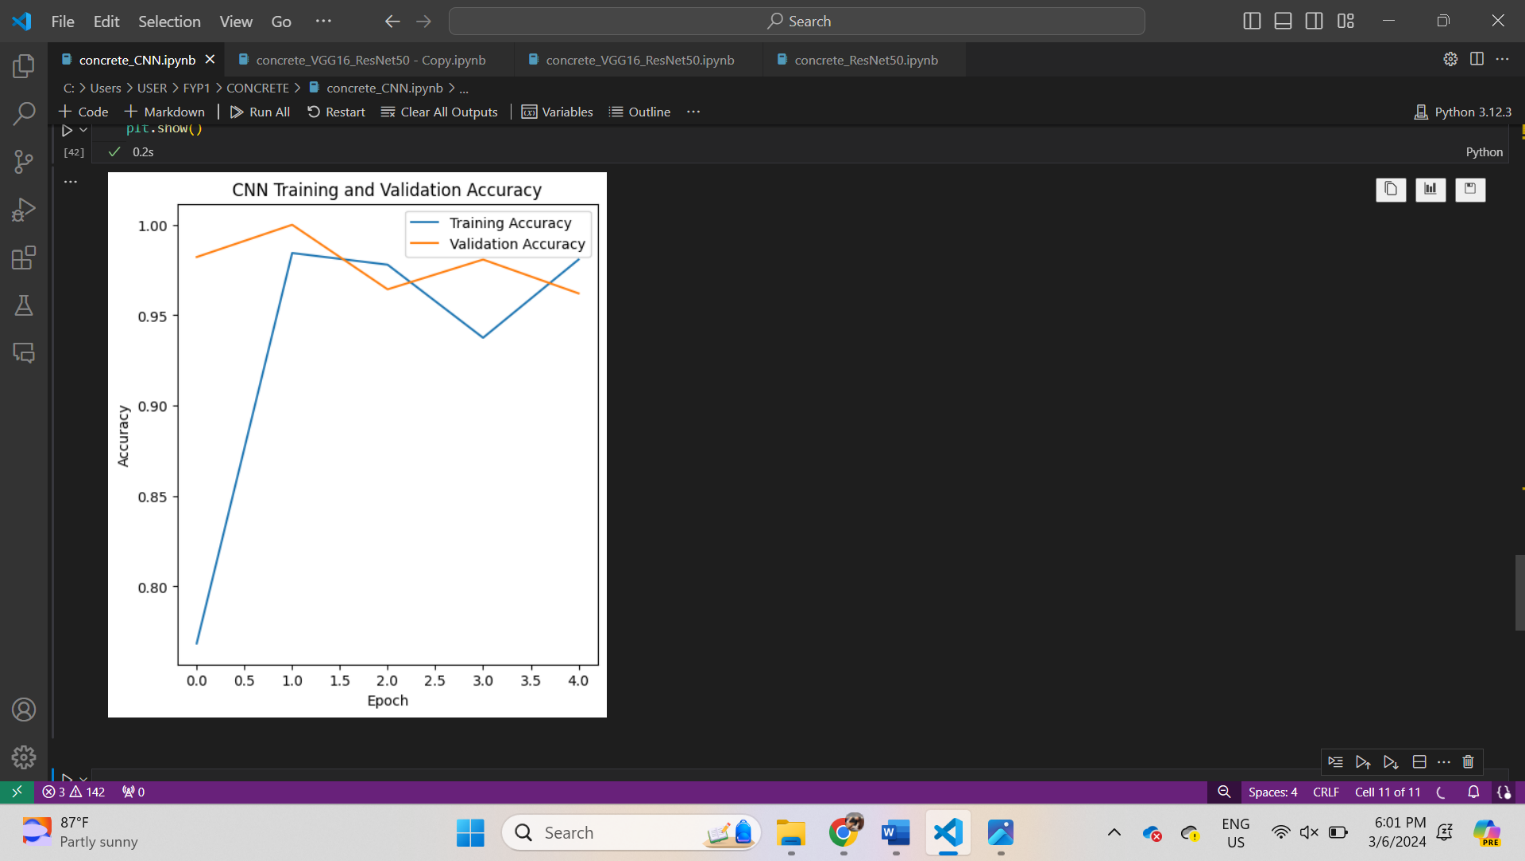 File Edit Selection View Go ··· Search
concrete_CNN.ipynb concrete_VGG16_ResNet50 - Copy.ipynb concrete_VGG16_ResNet50.ipynb concrete_ResNet50.ipynb
C: > Users > USER > FYP1 > CONCRETE > concrete_CNN.ipynb > ...
+ Code + Markdown | Run All Restart Clear All Outputs | Variables Outline ··· Python 3.12.3
plt.show()
[42] 0.2s Python
CNN Training and Validation Accuracy
Training Accuracy
Validation Accuracy
1.00
0.95
0.90
0.85
0.80
Accuracy
0.0 0.5 1.0 1.5 2.0 2.5 3.0 3.5 4.0
Epoch
3 142 0 Spaces: 4 CRLF Cell 11 of 11
87°F
Partly sunny
Search
ENG
US
6:01 PM
3/6/2024
PRE